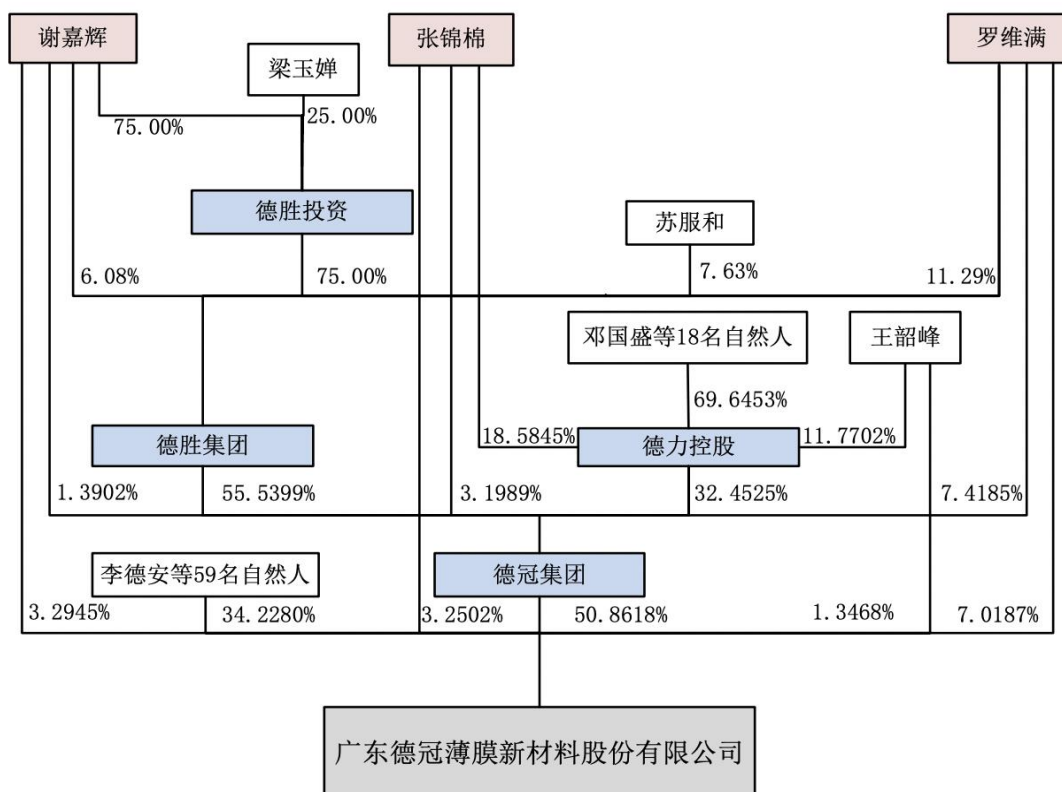 谢嘉辉
张锦棉
罗维满
梁玉婵
75.00%
25.00%
德胜投资
苏服和
6.08%
75.00%
7.63%
11.29%
邓国盛等18名自然人
王韶峰
69.6453%
德胜集团
18.5845%
德力控股
11.7702%
1.3902%
55.5399%
3.1989%
32.4525%
7.4185%
李德安等59名自然人
德冠集团
3.2945%
34.2280%
3.2502%
50.8618%
1.3468%
7.0187%
广东德冠薄膜新材料股份有限公司